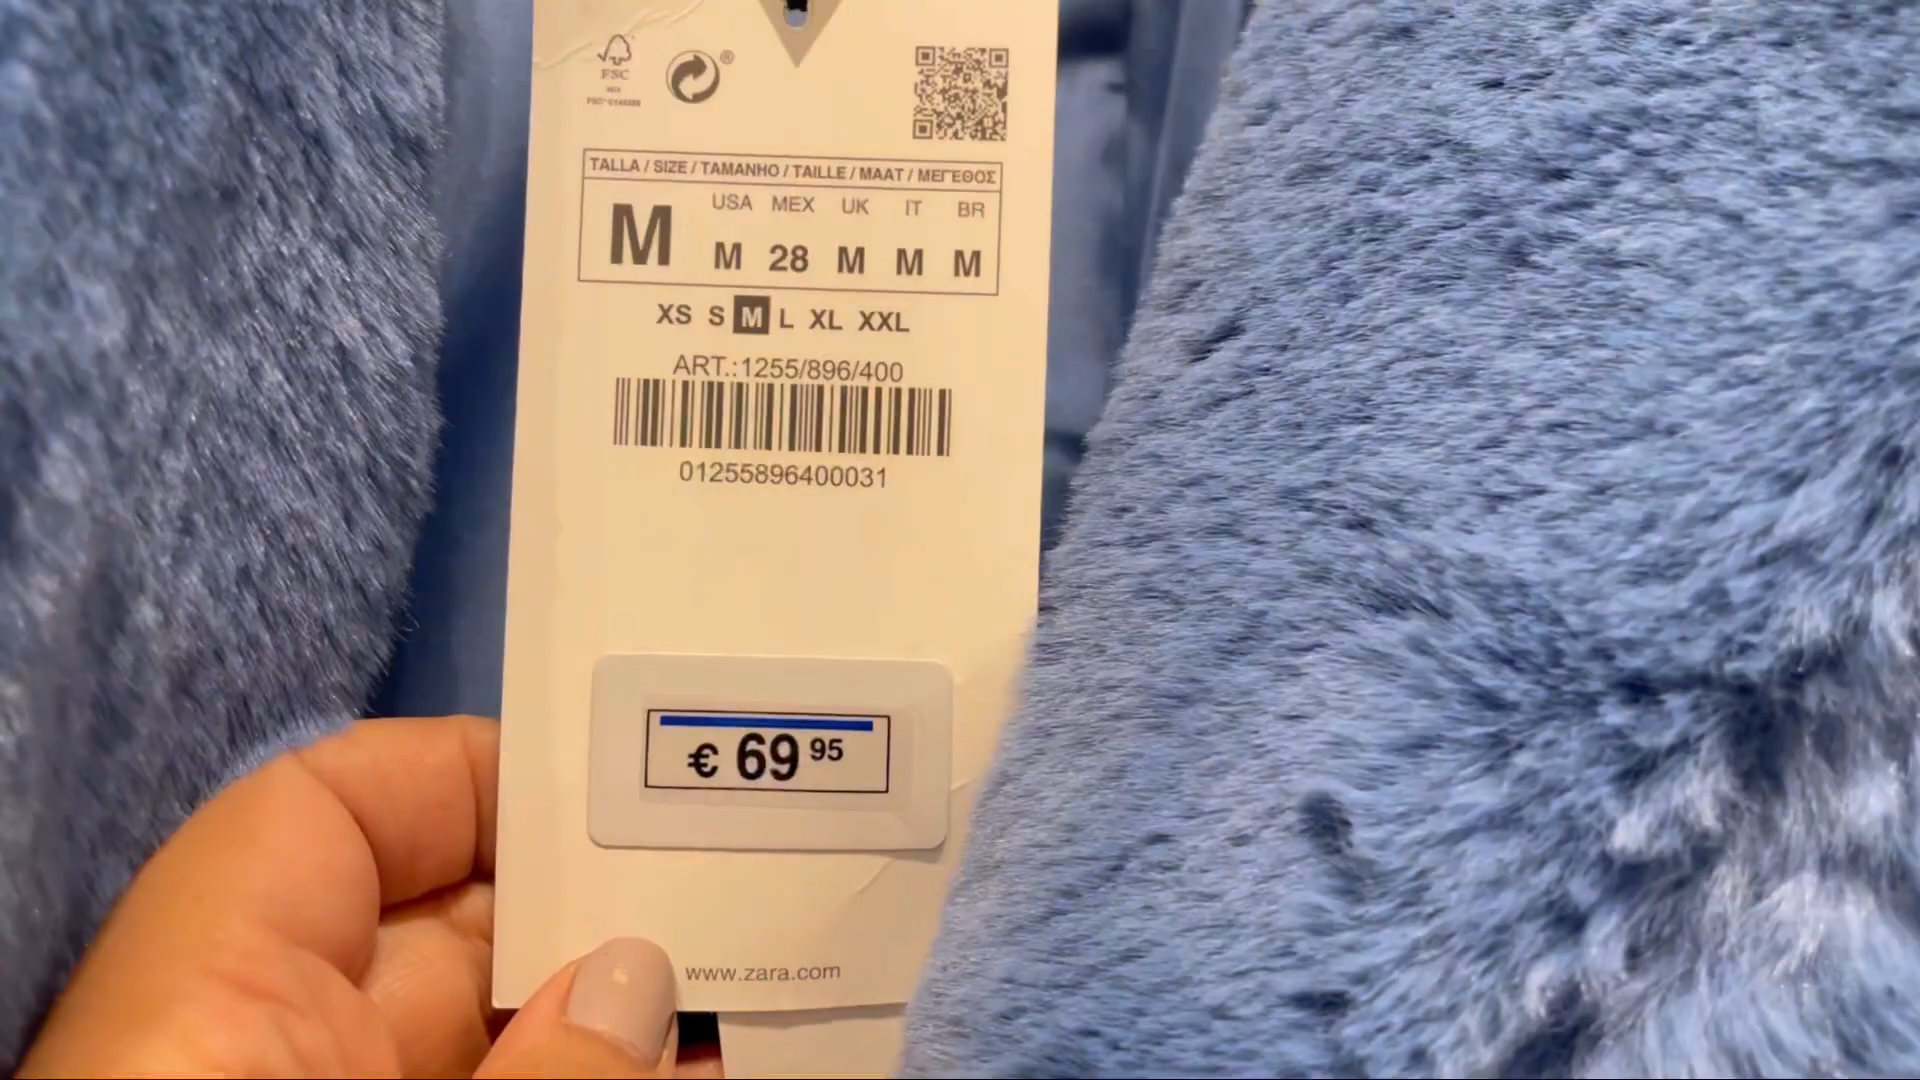 FSC
®
TALLA / SIZE / TAMANHO / TAILLE / MAAT / ΜΕΓΕΘΟΣ
USA MEX UK IT BR
M M 28 M M M
XS S M L XL XXL
ART.:1255/896/400
01255896400031
€ 69 95
www.zara.com